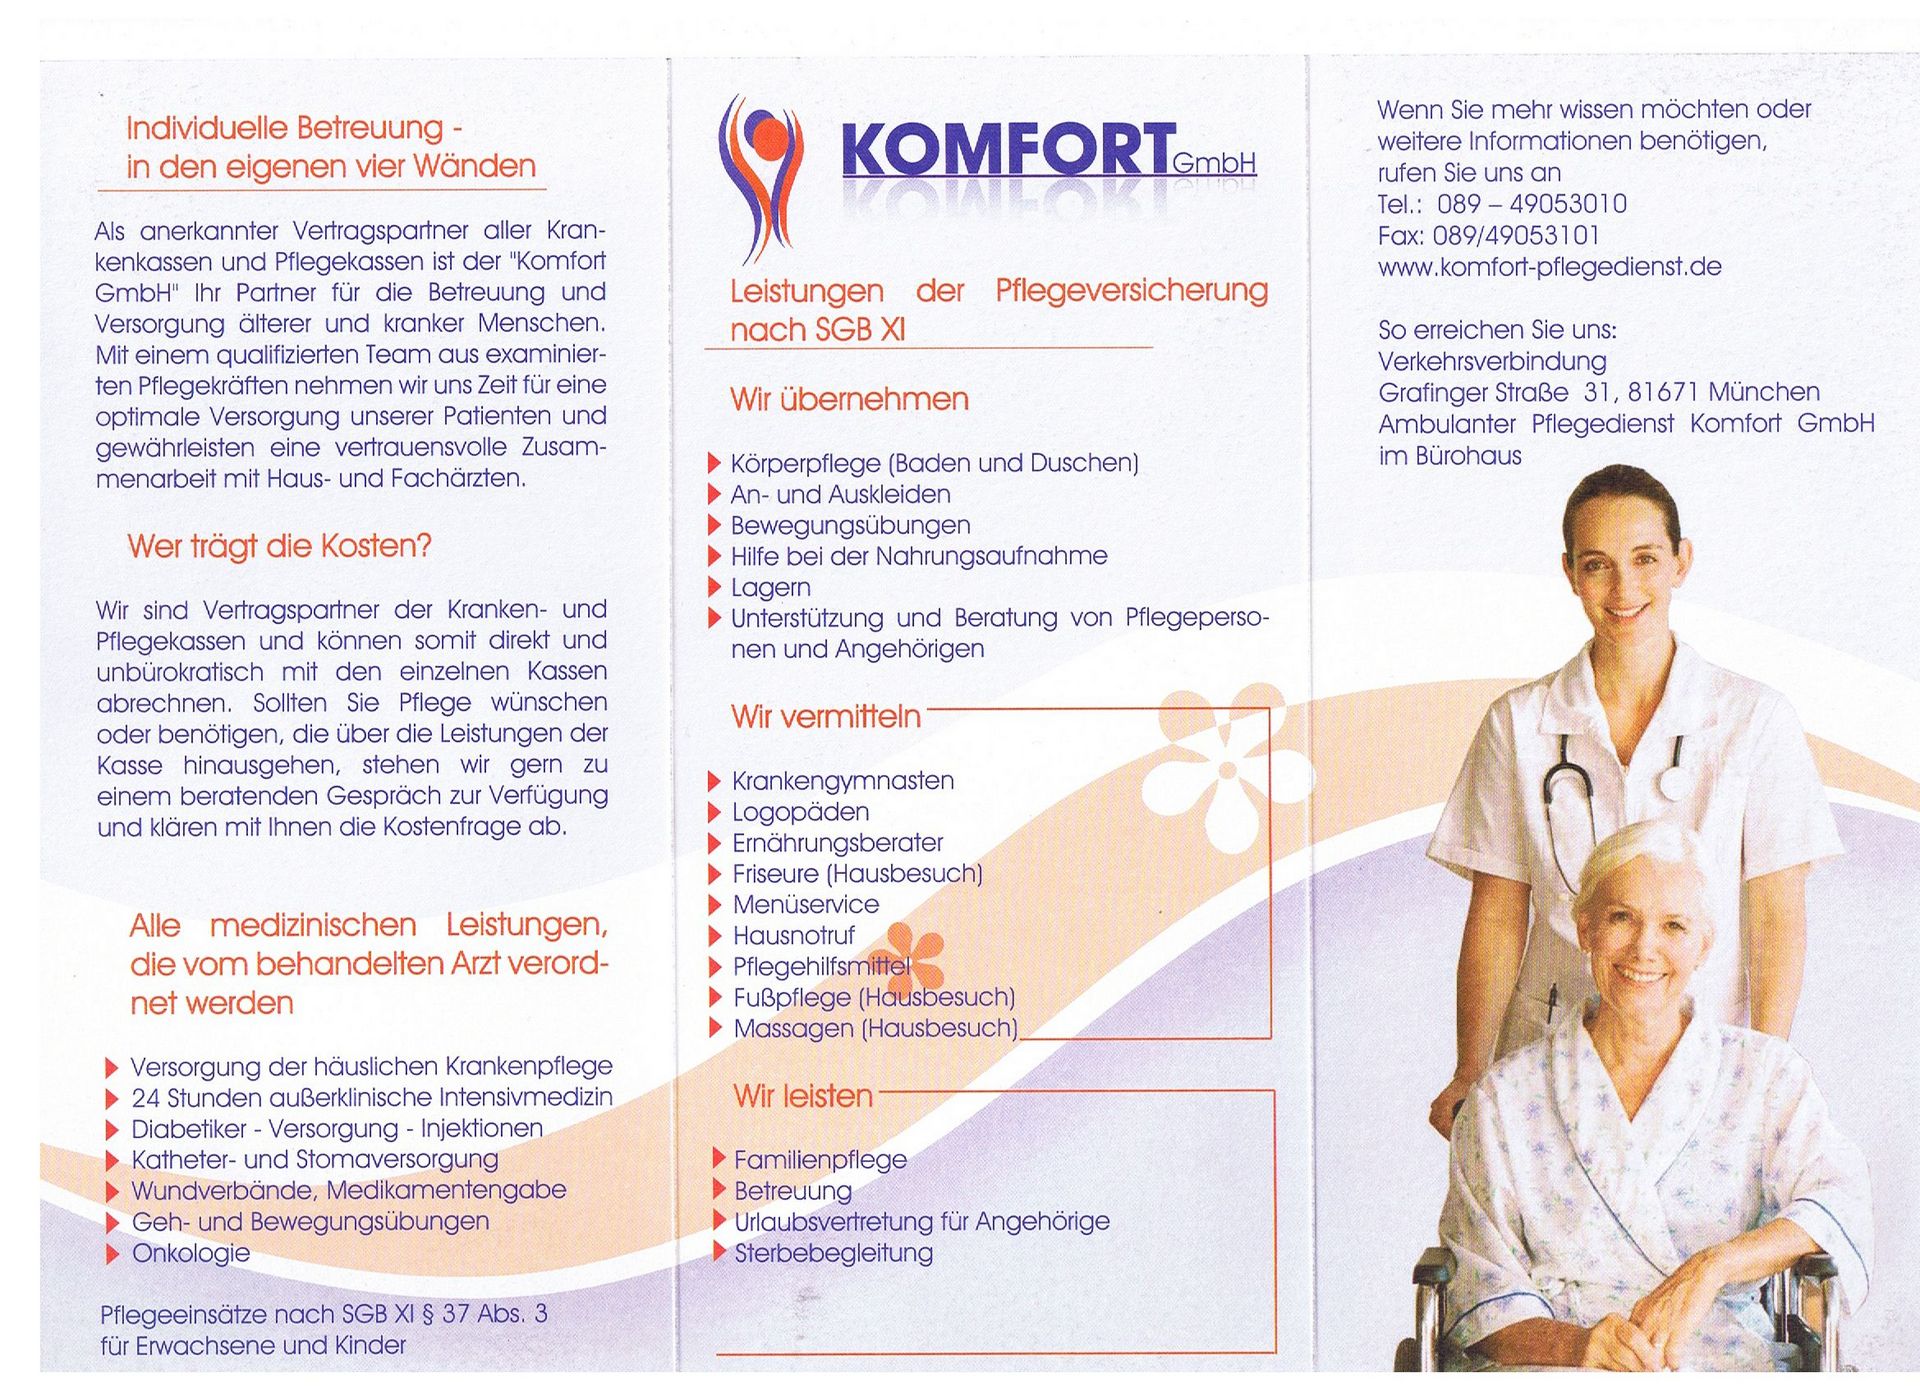 Individuelle Betreuung -
in den eigenen vier Wänden
Als anerkannter Vertragspartner aller Kran-
kenkassen und Pflegekassen ist der "Komfort
GmbH" Ihr Partner für die Betreuung und
Versorgung älterer und kranker Menschen.
Mit einem qualifizierten Team aus examinier-
ten Pflegekräften nehmen wir uns Zeit für eine
optimale Versorgung unserer Patienten und
gewährleisten eine vertrauensvolle Zusam-
menarbeit mit Haus- und Fachärzten.
Wer trägt die Kosten?
Wir sind Vertragspartner der Kranken- und
Pflegekassen und können somit direkt und
unbürokratisch mit den einzelnen Kassen
abrechnen. Sollten Sie Pflege wünschen
oder benötigen, die über die Leistungen der
Kasse hinausgehen, stehen wir gern zu
einem beratenden Gespräch zur Verfügung
und klären mit Ihnen die Kostenfrage ab.
Alle medizinischen Leistungen,
die vom behandelten Arzt verord-
net werden
Versorgung der häuslichen Krankenpflege
24 Stunden außerklinische Intensivmedizin
Diabetiker - Versorgung - Injektionen
Katheter- und Stomaversorgung
Wundverbände, Medikamentengabe
Geh- und Bewegungsübungen
Onkologie
Pflegeeinsätze nach SGB XI § 37 Abs. 3
für Erwachsene und Kinder
KOMFORT GmbH
Leistungen der Pflegeversicherung
nach SGB XI
Wir übernehmen
Körperpflege (Baden und Duschen)
An- und Auskleiden
Bewegungsübungen
Hilfe bei der Nahrungsaufnahme
Lagern
Unterstützung und Beratung von Pflegeperso-
nen und Angehörigen
Wir vermitteln
Krankengymnasten
Logopäden
Ernährungsberater
Friseure (Hausbesuch)
Menüservice
Hausnotruf
Pflegehilfsmittel
Fußpflege (Hausbesuch)
Massagen (Hausbesuch)
Wir leisten
Familienpflege
Betreuung
Urlaubsvertretung für Angehörige
Sterbebegleitung
Wenn Sie mehr wissen möchten oder
weitere Informationen benötigen,
rufen Sie uns an
Tel.: 089 – 49053010
Fax: 089/49053101
www.komfort-pflegedienst.de
So erreichen Sie uns:
Verkehrsverbindung
Grafinger Straße 31, 81671 München
Ambulanter Pflegedienst Komfort GmbH
im Bürohaus